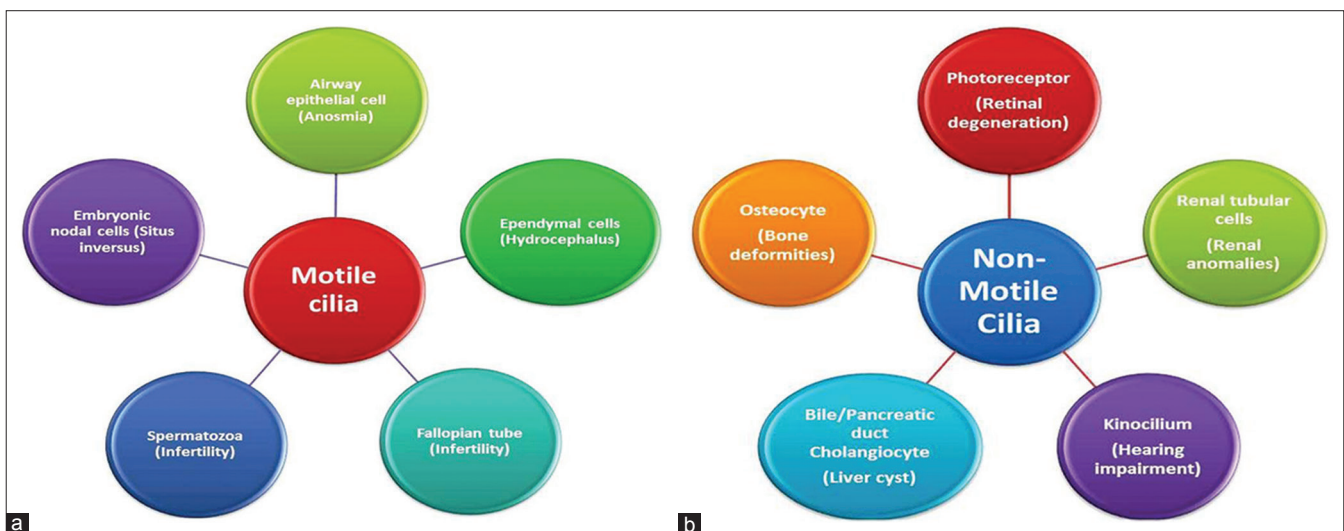 Airway
epithelial cell
(Anosmia)
Embryonic
nodal cells (Situs
inversus)
Ependymal cells
(Hydrocephalus)
Motile
cilia
Spermatozoa
(Infertility)
Fallopian tube
(Infertility)
a
Photoreceptor
(Retinal
degeneration)
Osteocyte
(Bone
deformities)
Renal tubular
cells
(Renal
anomalies)
Non-
Motile
Cilia
Bile/Pancreatic
duct
Cholangiocyte
(Liver cyst)
Kinocilium
(Hearing
impairment)
b